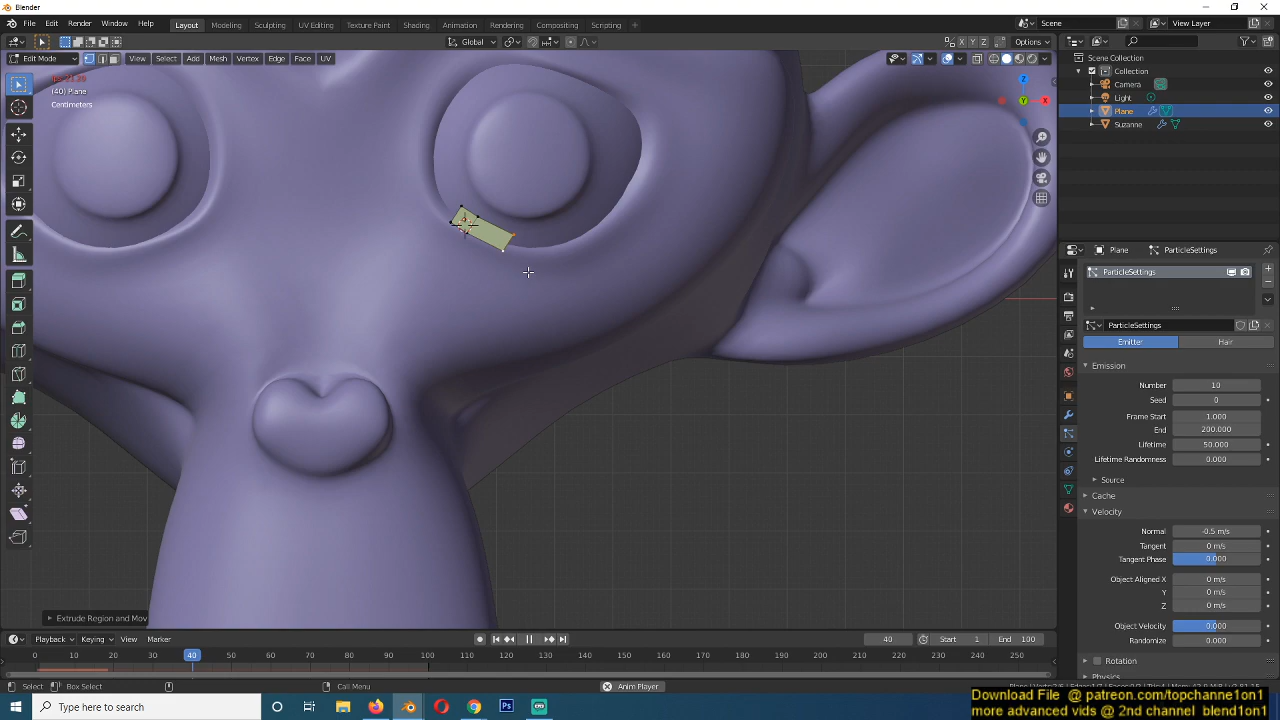 Blender
File Edit Render Window Help Layout Modeling Sculpting UV Editing Texture Paint Shading Animation Rendering Compositing Scripting Scene View Layer
Global X Y Z Options
Edit Mode View Select Add Mesh Vertex Edge Face UV
(40) Plane
Centimeters
Z
Y X
Scene Collection
Collection
Camera
Light
Plane
Suzanne
Plane ParticleSettings
ParticleSettings
ParticleSettings
Emitter Hair
Emission
Number 10
Seed 0
Frame Start 1.000
End 200.000
Lifetime 50.000
Lifetime Randomness 0.000
Source
Cache
Velocity
Normal -0.5 m/s
Tangent 0 m/s
Tangent Phase 0.000
Object Aligned X 0 m/s
Y 0 m/s
Z 0 m/s
Object Velocity 0.000
Randomize 0.000
Rotation
Physics
Extrude Region and Mov
Playback Keying View Marker 40 Start 1 End 100
0 10 20 30 40 50 60 70 80 90 100 110 120 130 140 150 160 170 180 190 200 210 220 230 240 250
Select Box Select Call Menu Anim Player
Type here to search
Download File @ patreon.com/topchanne1on1
more advanced vids @ 2nd channel blend1on1